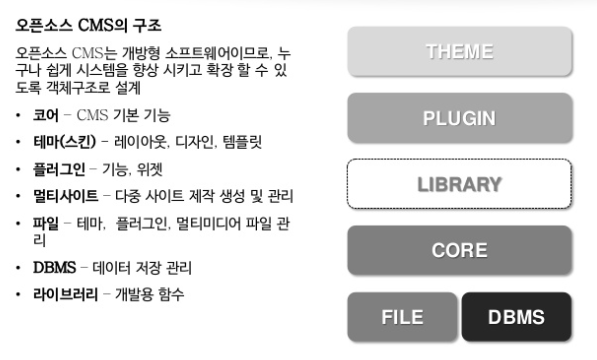 오픈소스 CMS의 구조
오픈소스 CMS는 개방형 소프트웨어이므로, 누
구나 쉽게 시스템을 향상 시키고 확장 할 수 있
도록 객체구조로 설계
• 코어 – CMS 기본 기능
• 테마(스킨) – 레이아웃, 디자인, 템플릿
• 플러그인 – 기능, 위젯
• 멀티사이트 – 다중 사이트 제작 생성 및 관리
• 파일 – 테마, 플러그인, 멀티미디어 파일 관
리
• DBMS – 데이터 저장 관리
• 라이브러리 – 개발용 함수
THEME
PLUGIN
LIBRARY
CORE
FILE
DBMS